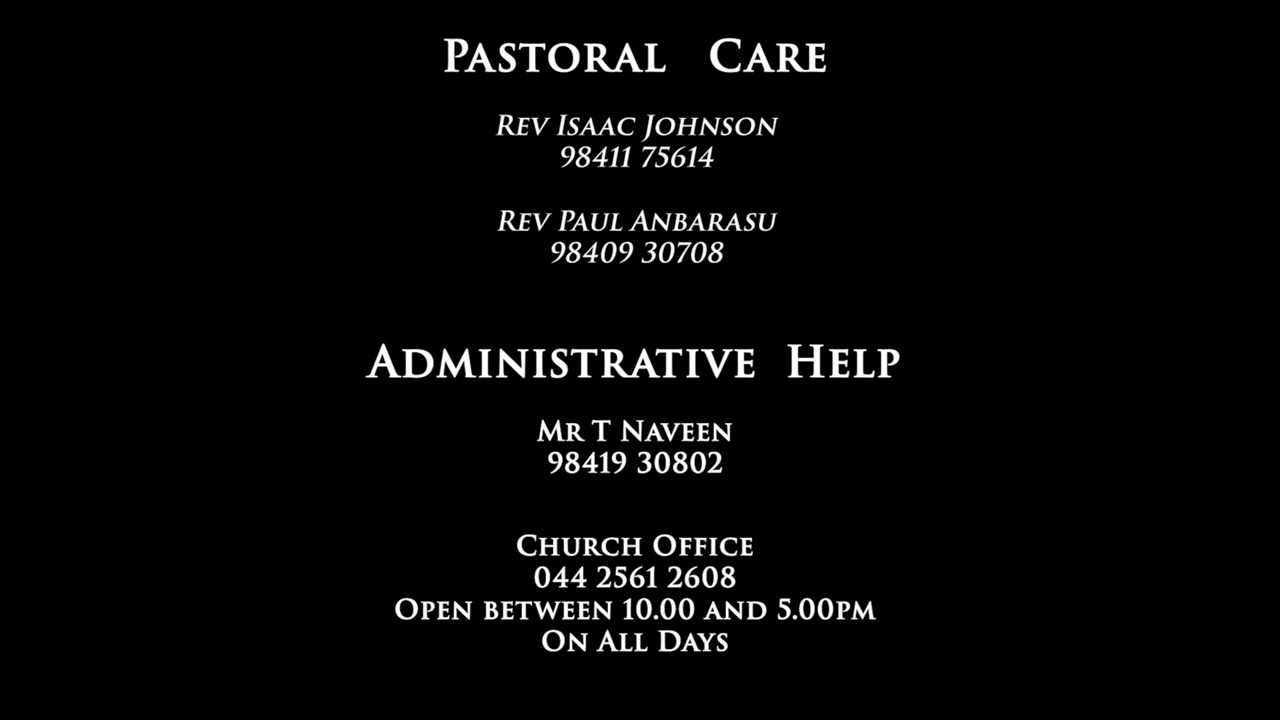 Pastoral Care
Rev Isaac Johnson
98411 75614
Rev Paul Anbarasu
98409 30708
Administrative Help
Mr T Naveen
98419 30802
Church Office
044 2561 2608
Open between 10.00 and 5.00pm
On All Days